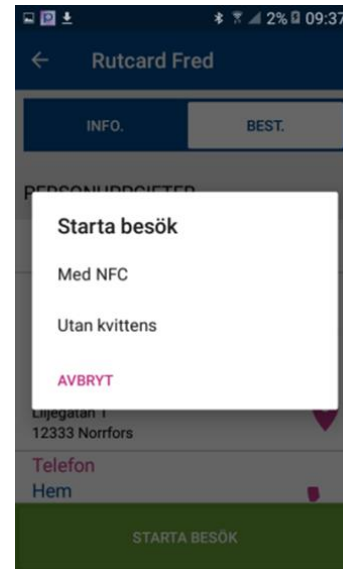 2% 09:37
Rutcard Fred
INFO.
BEST.
PERSONUPPGIFTER
Starta besök
Med NFC
Utan kvittens
AVBRYT
Liljegatan 1
12333 Norrfors
Telefon
Hem
STARTA BESÖK